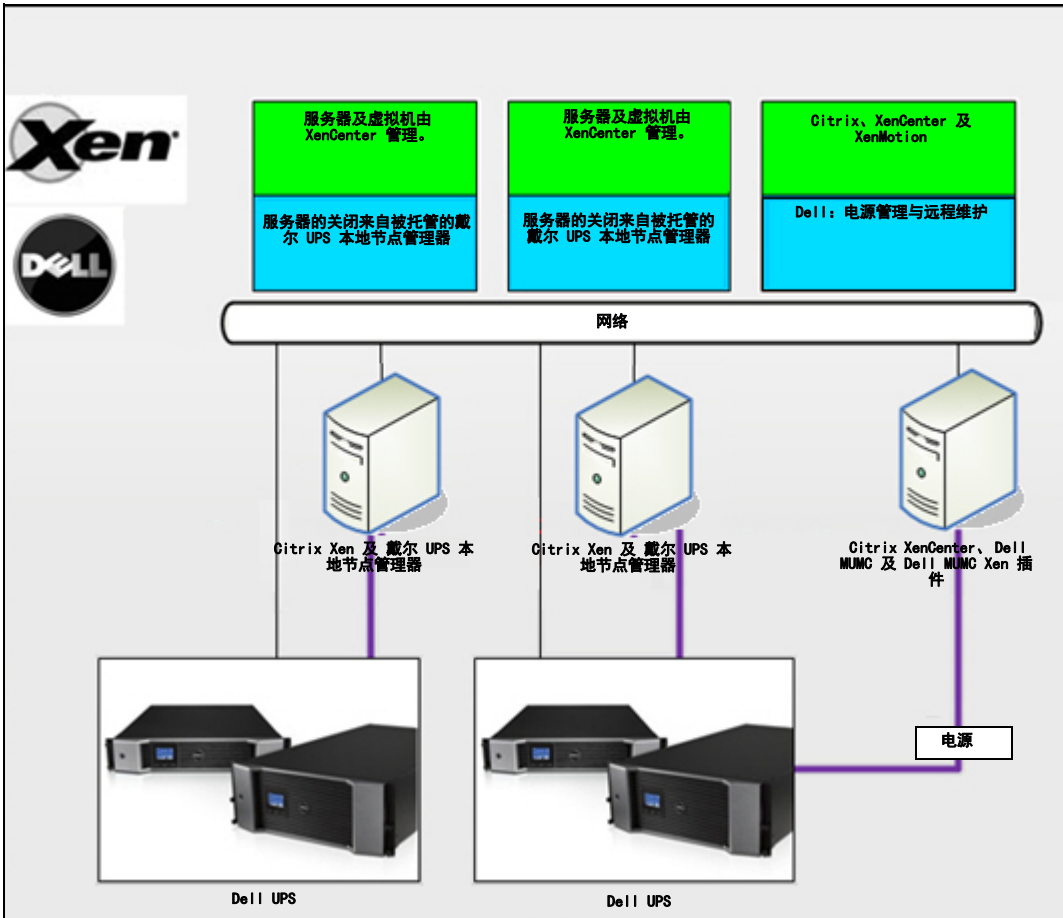 Xen
服务器及虚拟机由
XenCenter 管理。
服务器及虚拟机由
XenCenter 管理。
Citrix、XenCenter 及
XenMotion
DELL
服务器的关闭来自被托管的戴
尔 UPS 本地节点管理器
服务器的关闭来自被托管的
戴尔 UPS 本地节点管理器
Dell: 电源管理与远程维护
网络
Citrix Xen 及 戴尔 UPS 本
地节点管理器
Citrix Xen 及 戴尔 UPS 本
地节点管理器
Citrix XenCenter、Dell
MUMC 及 Dell MUMC Xen 插
件
电源
Dell UPS
Dell UPS